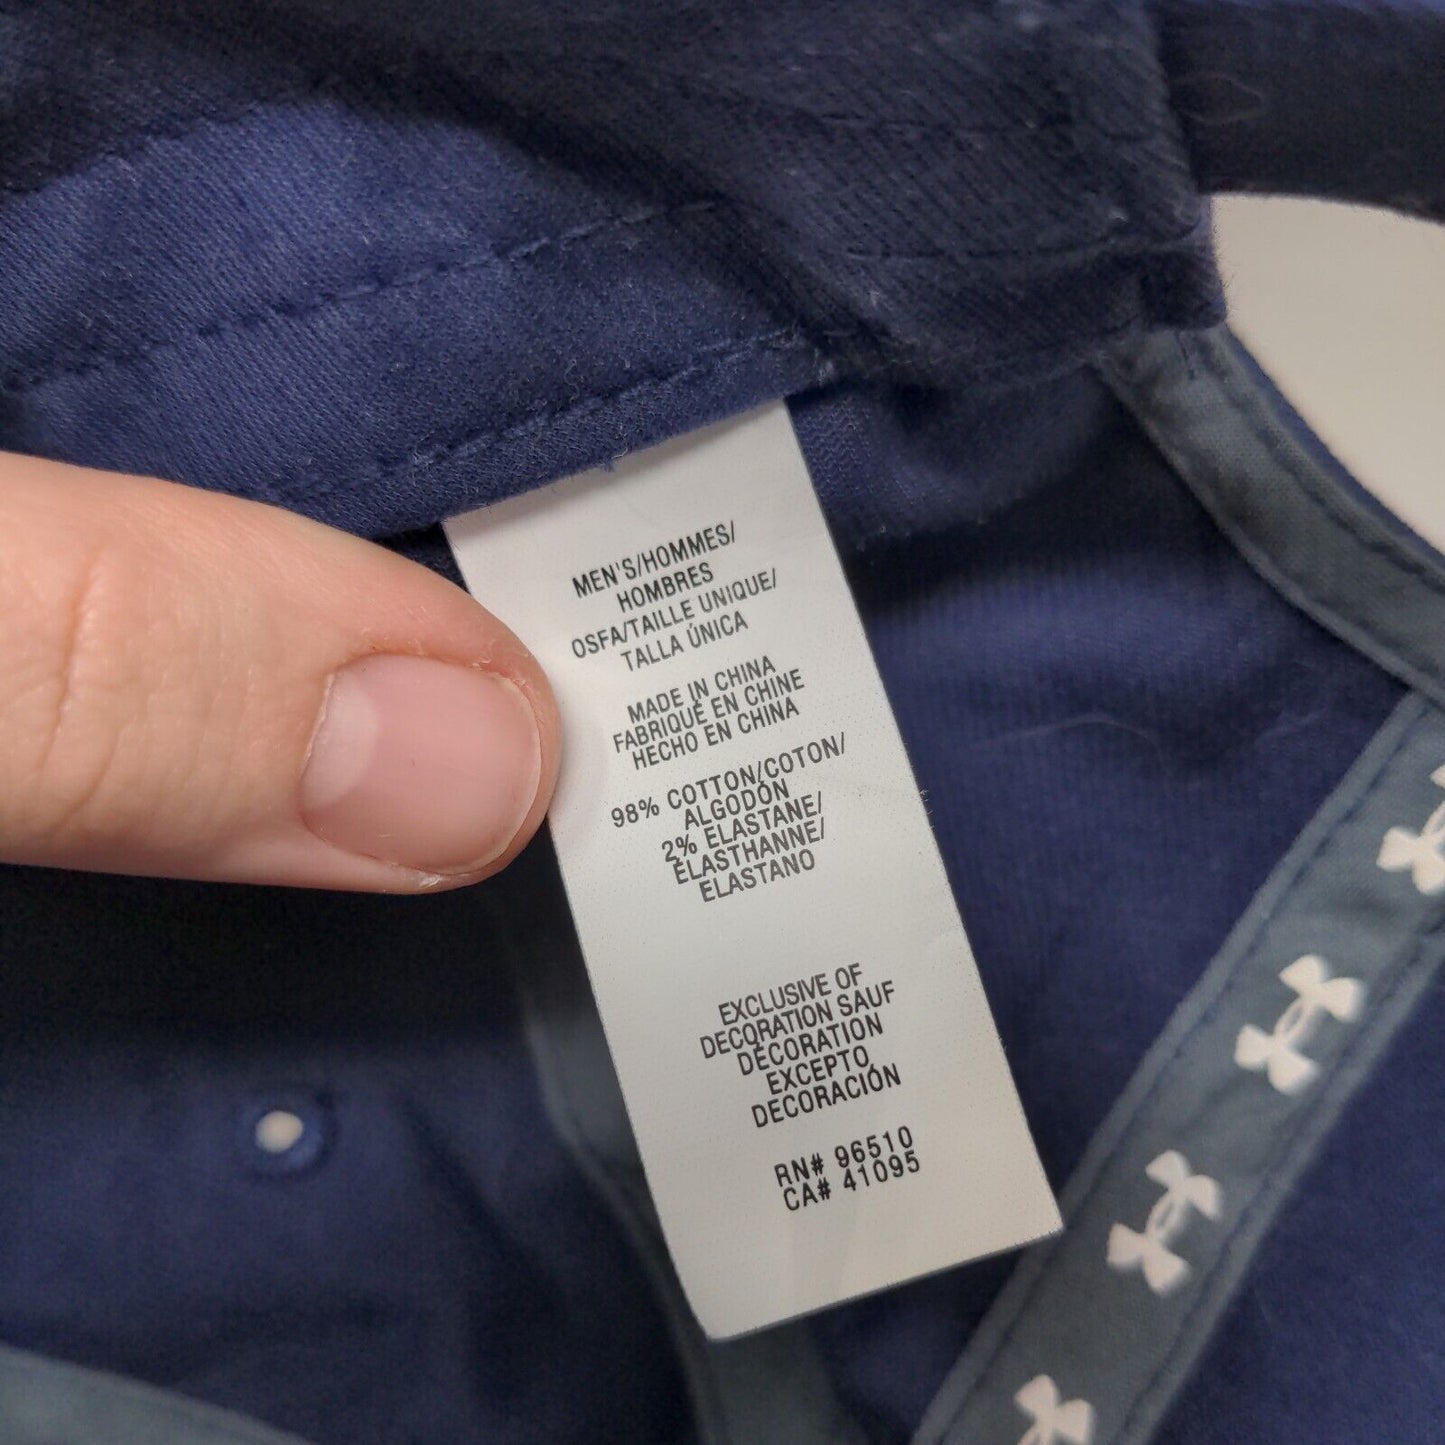 MEN'S/HOMMES/
HOMBRES
OSFA/TAILLE UNIQUE/
TALLA ÚNICA
MADE IN CHINA
FABRIQUÉ EN CHINE
HECHO EN CHINA
98% COTTON/COTON/
ALGODÓN
2% ELASTANE/
ÉLASTHANNE/
ELASTANO
EXCLUSIVE OF
DECORATION SAUF
DÉCORATION
EXCEPTO
DECORACIÓN
RN# 96510
CA# 41095